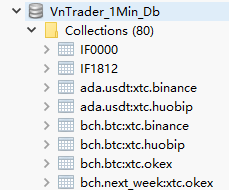 VnTrader_1Min_Db
Collections (80)
IF0000
IF1812
ada.usdt:xtc.binance
ada.usdt:xtc.huobip
bch.btc:xtc.binance
bch.btc:xtc.huobip
bch.btc:xtc.okex
bch.next_week:xtc.okex